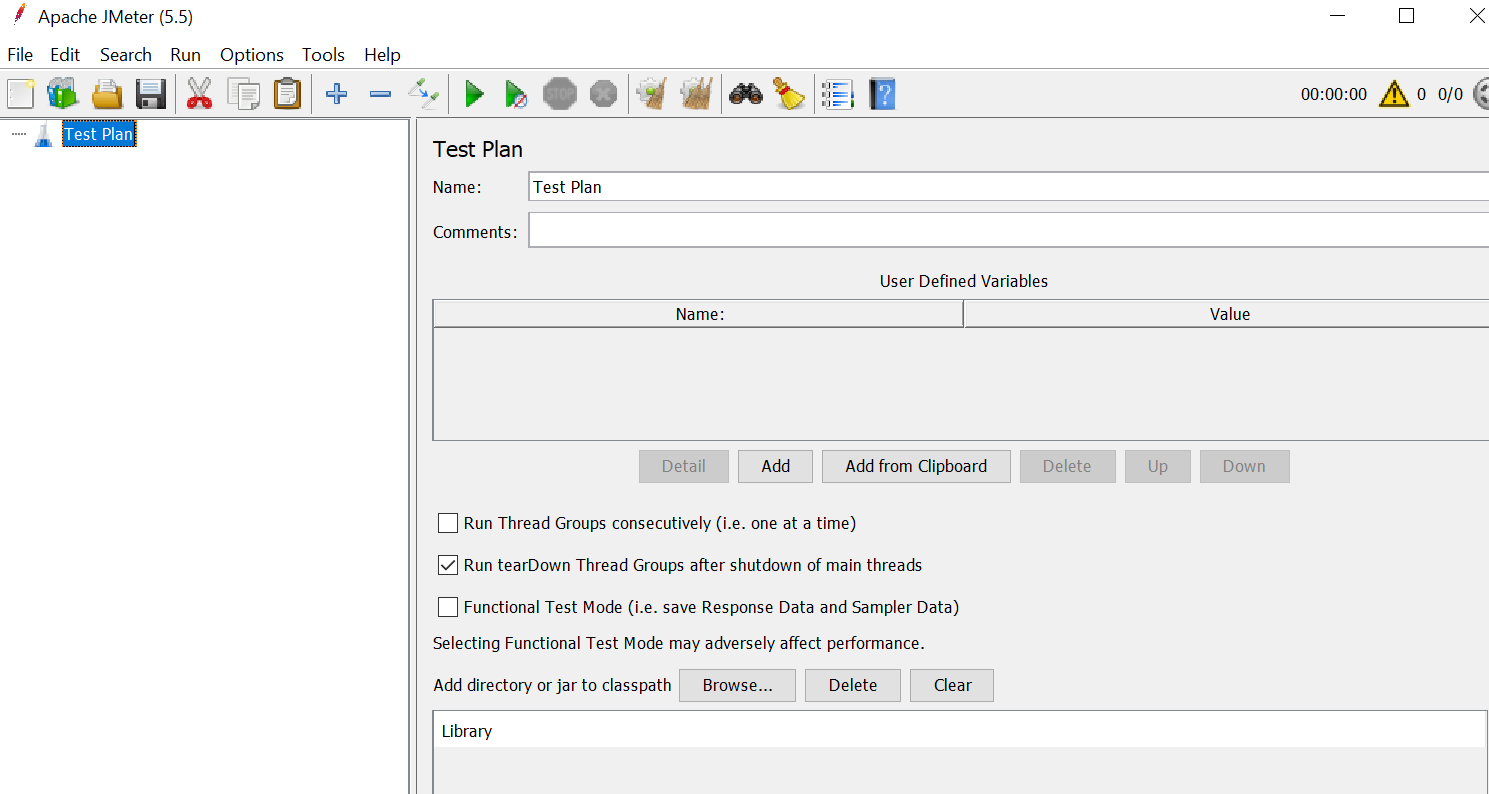 Apache JMeter (5.5)
File Edit Search Run Options Tools Help
STOP
00:00:00 0 0/0
Test Plan
Test Plan
Name: Test Plan
Comments:
User Defined Variables
Name: Value
Detail Add Add from Clipboard Delete Up Down
Run Thread Groups consecutively (i.e. one at a time)
Run tearDown Thread Groups after shutdown of main threads
Functional Test Mode (i.e. save Response Data and Sampler Data)
Selecting Functional Test Mode may adversely affect performance.
Add directory or jar to classpath Browse... Delete Clear
Library